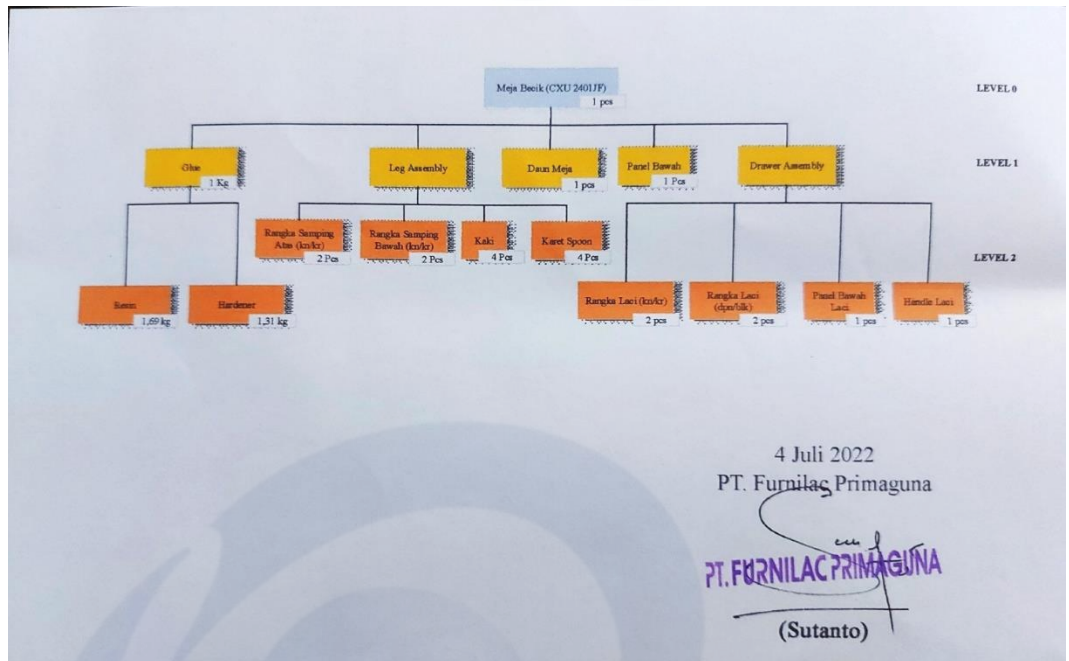 Meja Becik (CXU 2401JF)
1 pcs
LEVEL 0
Glue
1 Kg
Leg Assembly
Daun Meja
1 pcs
Panel Bawah
1 Pcs
Drawer Assembly
LEVEL 1
Rangka Samping
Atas (kn/kr)
2 Pcs
Rangka Samping
Bawah (kn/kr)
2 Pcs
Kaki
4 Pcs
Karet Spoon
4 Pcs
LEVEL 2
Resin
1,69 kg
Hardener
1,31 kg
Rangka Laci (kn/kr)
2 pcs
Rangka Laci
(dpn/blk)
2 pcs
Panel Bawah
Laci
1 pcs
Handle Laci
1 pcs
4 Juli 2022
PT. Furnilac Primaguna
PT. FURNILAC PRIMAGUNA
(Sutanto)